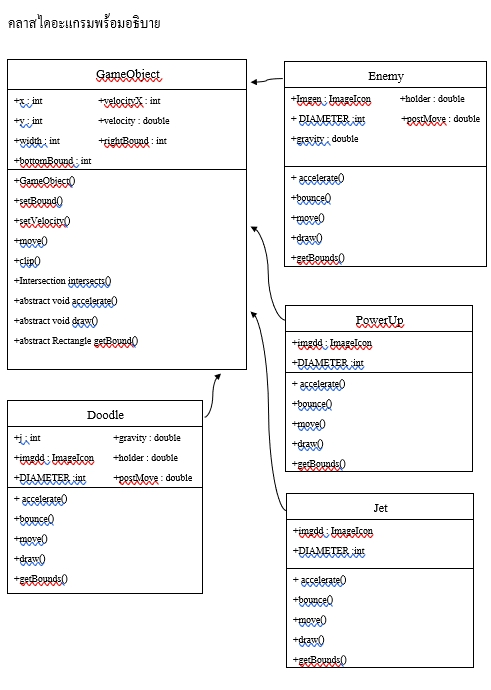 คลาสไดอะแกรมพร้อมอธิบาย
GameObject
+x : int +velocityX : int
+y : int +velocity : double
+width : int +rightBound : int
+bottomBound : int
+GameObject()
+setBound()
+setVelocity()
+move()
+clip()
+Intersection intersects()
+abstract void accelerate()
+abstract void draw()
+abstract Rectangle getBound()
Enemy
+Imgen : ImageIcon +holder : double
+ DIAMETER :int +postMove : double
+gravity : double
+ accelerate()
+bounce()
+move()
+draw()
+getBounds()
PowerUp
+imgdd : ImageIcon
+DIAMETER :int
+ accelerate()
+bounce()
+move()
+draw()
+getBounds()
Doodle
+i : int +gravity : double
+imgdd : ImageIcon +holder : double
+DIAMETER :int +postMove : double
+ accelerate()
+bounce()
+move()
+draw()
+getBounds()
Jet
+imgdd : ImageIcon
+DIAMETER :int
+ accelerate()
+bounce()
+move()
+draw()
+getBounds()